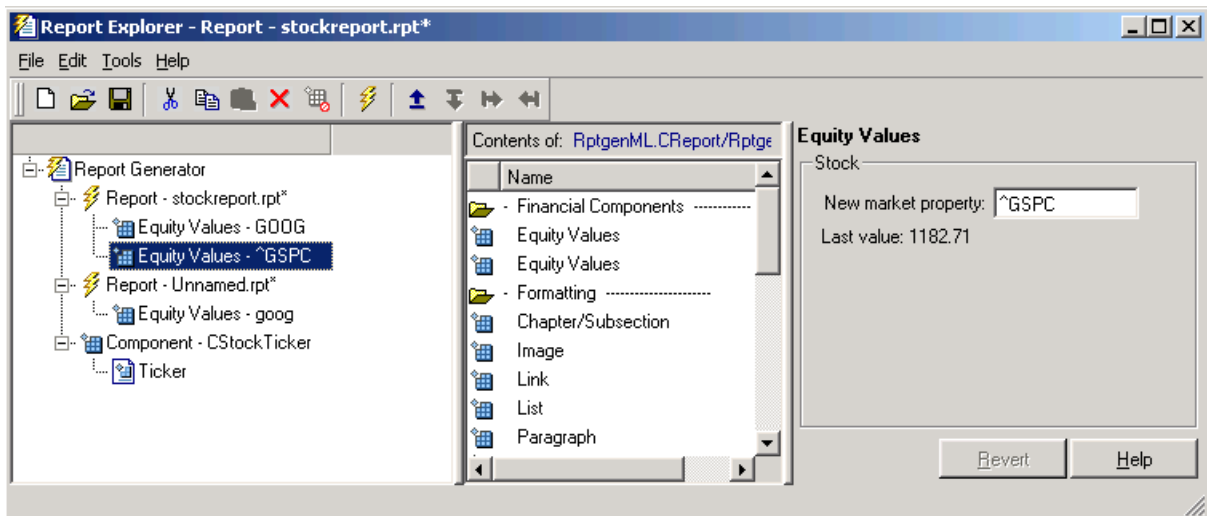 Report Explorer - Report - stockreport.rpt*
File Edit Tools Help
Contents of: RptgenML.CReport/Rptge
Name
- Financial Components -----------
Equity Values
Equity Values
- Formatting ---------------------
Chapter/Subsection
Image
Link
List
Paragraph
Report Generator
Report - stockreport.rpt*
Equity Values - GOOG
Equity Values - ^GSPC
Report - Unnamed.rpt*
Equity Values - goog
Component - CStockTicker
Ticker
Equity Values
Stock
New market property: ^GSPC
Last value: 1182.71
Revert Help